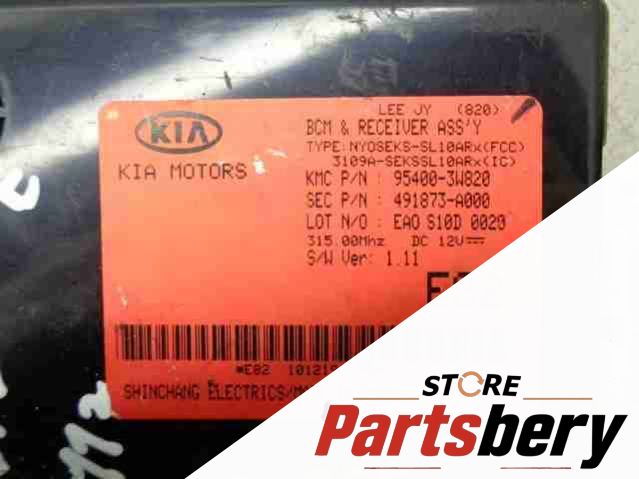 LEE JY (820)
KIA
BCM & RECEIVER ASS'Y
TYPE: NYOSEKS-SL10ARx(FCC)
3109A-SEKSSL10ARx(IC)
KIA MOTORS
KMC P/N : 95400-3W820
SEC P/N : 491873-A000
LOT N/O : EAO S10D 0020
315.00Mhz DC 12V
S/W Ver: 1.11
SHINCHANG ELECTRICS
STORE
Partsbery